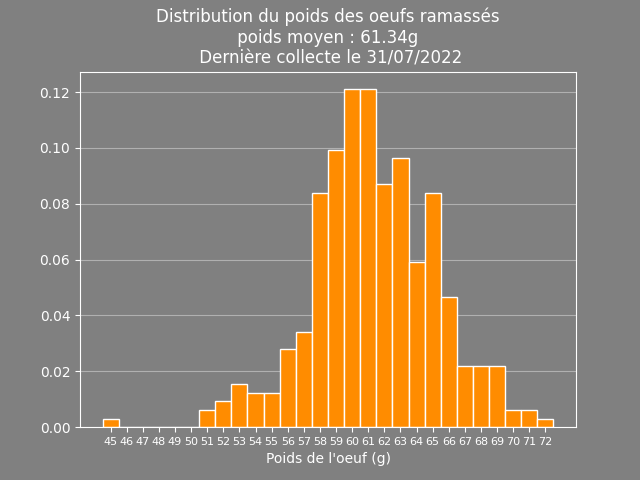 Distribution du poids des oeufs ramassés
poids moyen : 61.34g
Dernière collecte le 31/07/2022
0.12
0.10
0.08
0.06
0.04
0.02
0.00
45 46 47 48 49 50 51 52 53 54 55 56 57 58 59 60 61 62 63 64 65 66 67 68 69 70 71 72
Poids de l'oeuf (g)